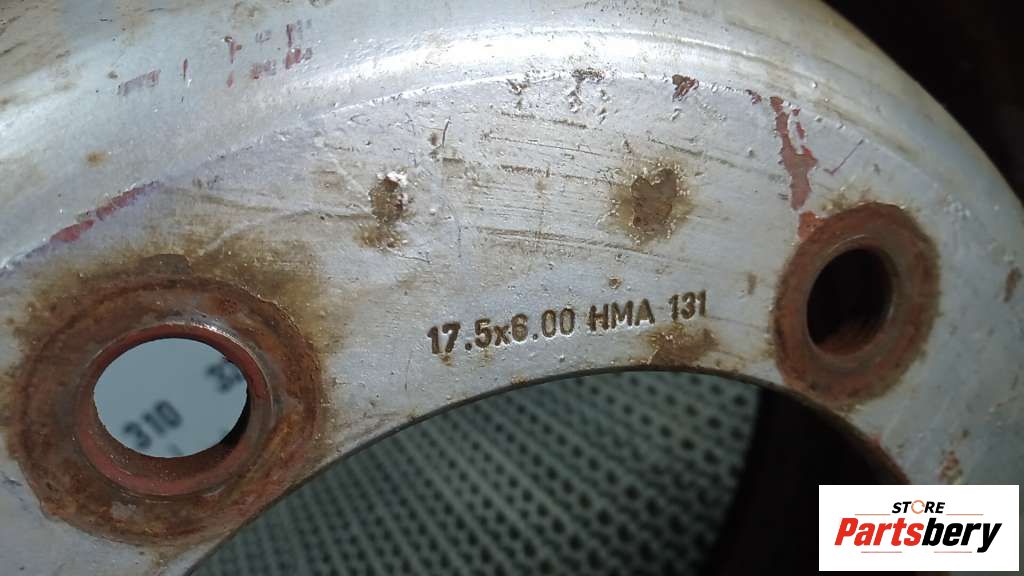 17.5x6.00 HMA 131
310
STORE
Partsbery